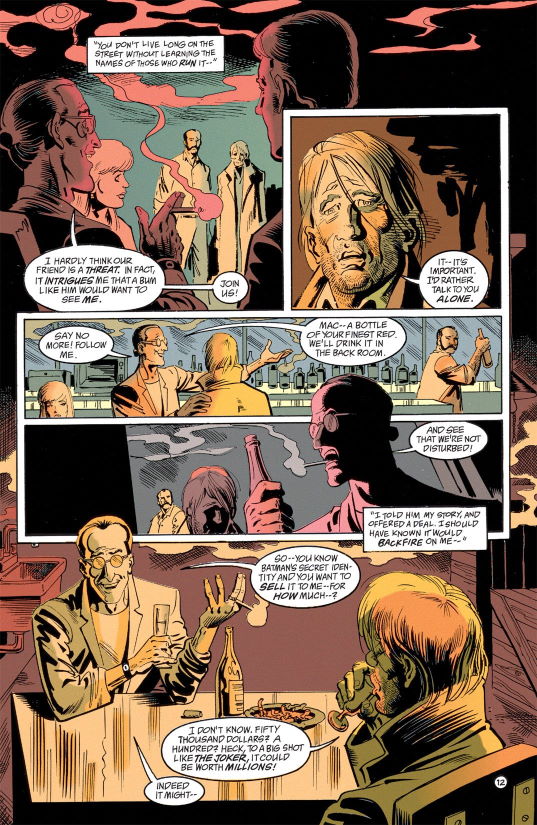 "YOU DON'T LIVE LONG ON THE
STREET WITHOUT LEARNING THE
NAMES OF THOSE WHO RUN IT--"
I HARDLY THINK OUR
FRIEND IS A THREAT. IN FACT,
IT INTRIGUES ME THAT A BUM
LIKE HIM WOULD WANT TO
SEE ME.
JOIN
US!
IT-- IT'S
IMPORTANT.
I'D RATHER
TALK TO YOU
ALONE.
SAY NO
MORE! FOLLOW
ME.
MAC--A BOTTLE
OF YOUR FINEST RED.
WE'LL DRINK IT IN
THE BACK ROOM.
AND SEE
THAT WE'RE NOT
DISTURBED!
"I TOLD HIM MY STORY, AND
OFFERED A DEAL. I SHOULD
HAVE KNOWN IT WOULD
BACKFIRE ON ME--"
SO--YOU KNOW
BATMAN'S SECRET IDEN-
TITY AND YOU WANT TO
SELL IT TO ME--FOR
HOW MUCH--?
I DON'T KNOW. FIFTY
THOUSAND DOLLARS? A
HUNDRED? HECK, TO A BIG SHOT
LIKE THE JOKER, IT COULD
BE WORTH MILLIONS!
INDEED
IT MIGHT--
12